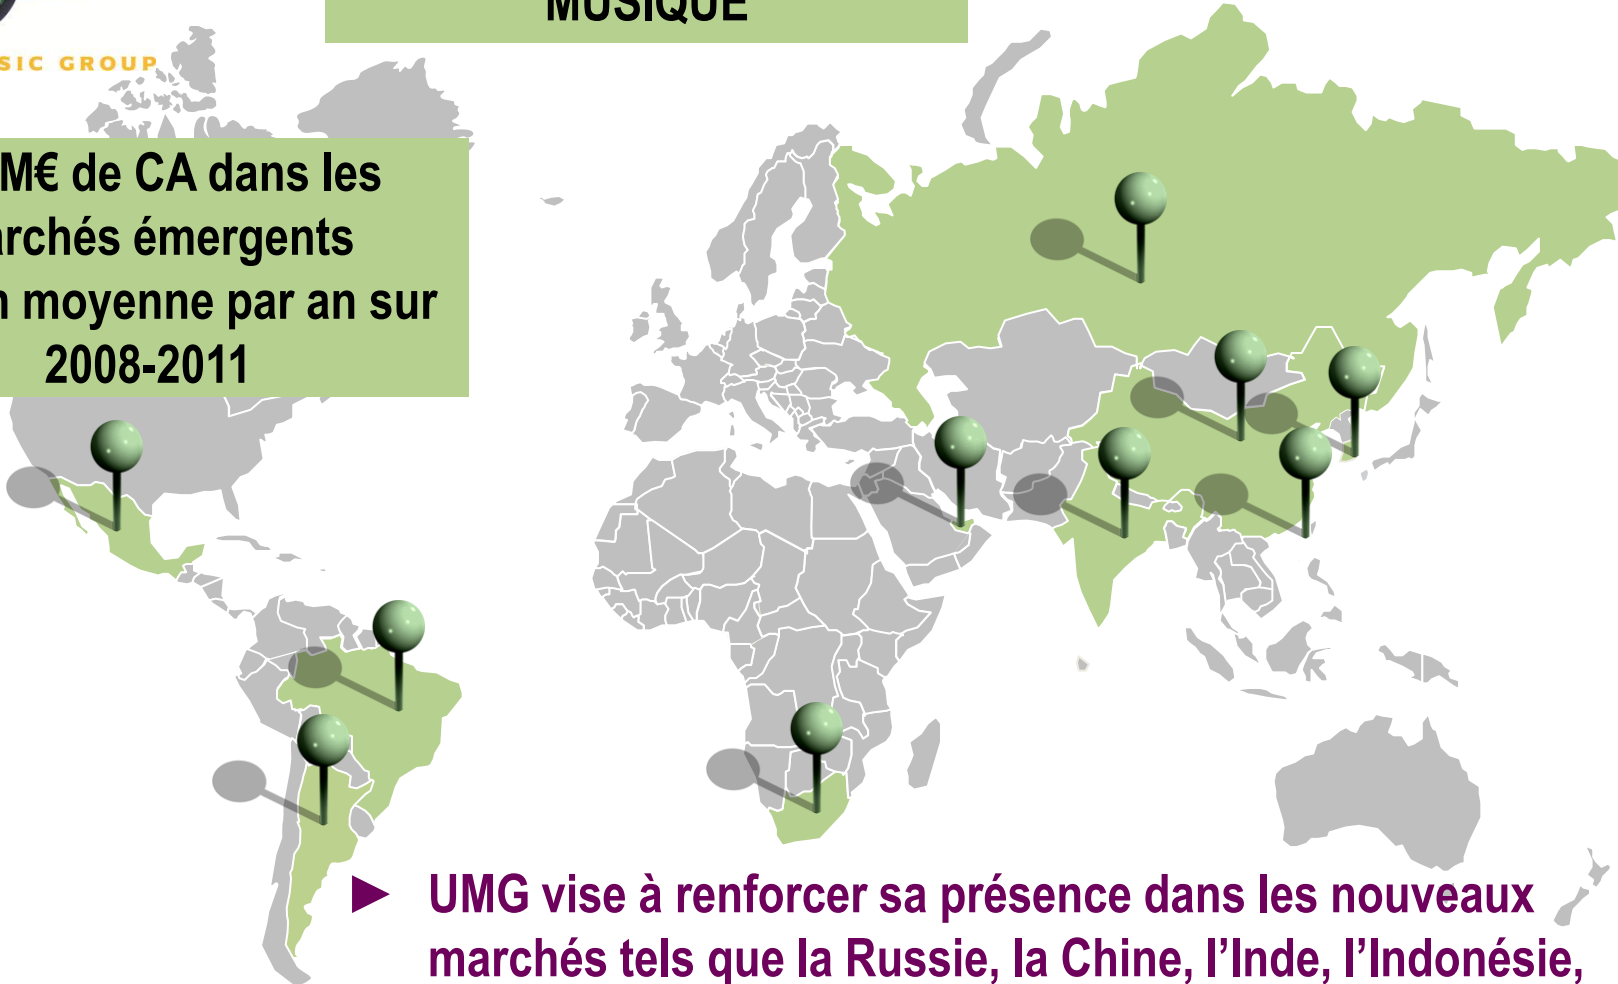 MUSIQUE
SIC GROUP
M€ de CA dans les
archés émergents
n moyenne par an sur
2008-2011
► UMG vise à renforcer sa présence dans les nouveaux
marchés tels que la Russie, la Chine, l’Inde, l’Indonésie,